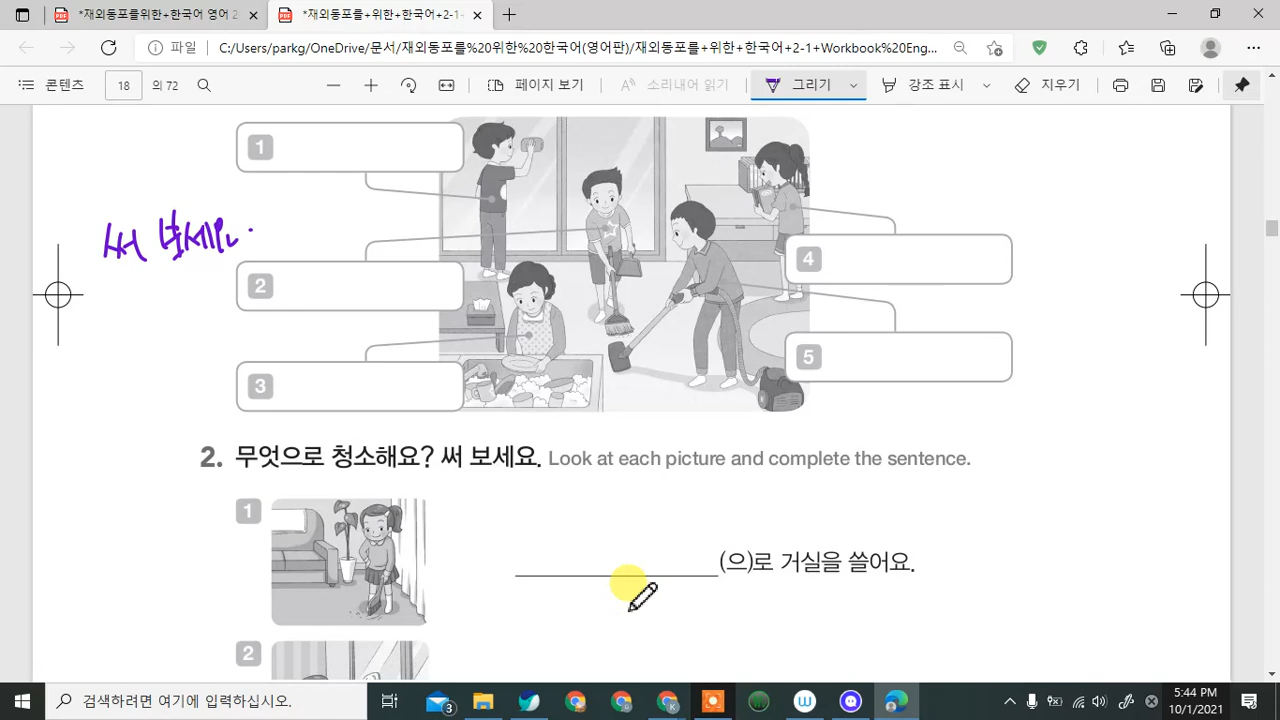 *재외동포를위한+한국어 영어 2
*재외동포를+위한+한국어+2-1-
파일
C:/Users/parkg/OneDrive/문서/재외동포를%20위한%20한국어(영어판)/재외동포를+위한+한국어+2-1+Workbook%20Eng...
콘텐츠
18
의 72
페이지 보기
소리내어 읽기
그리기
강조 표시
지우기
1
써 보세요.
2
3
4
5
2. 무엇으로 청소해요? 써 보세요. Look at each picture and complete the sentence.
1
(으)로 거실을 쓸어요.
2
검색하려면 여기에 입력하십시오.
3
5:44 PM
10/1/2021